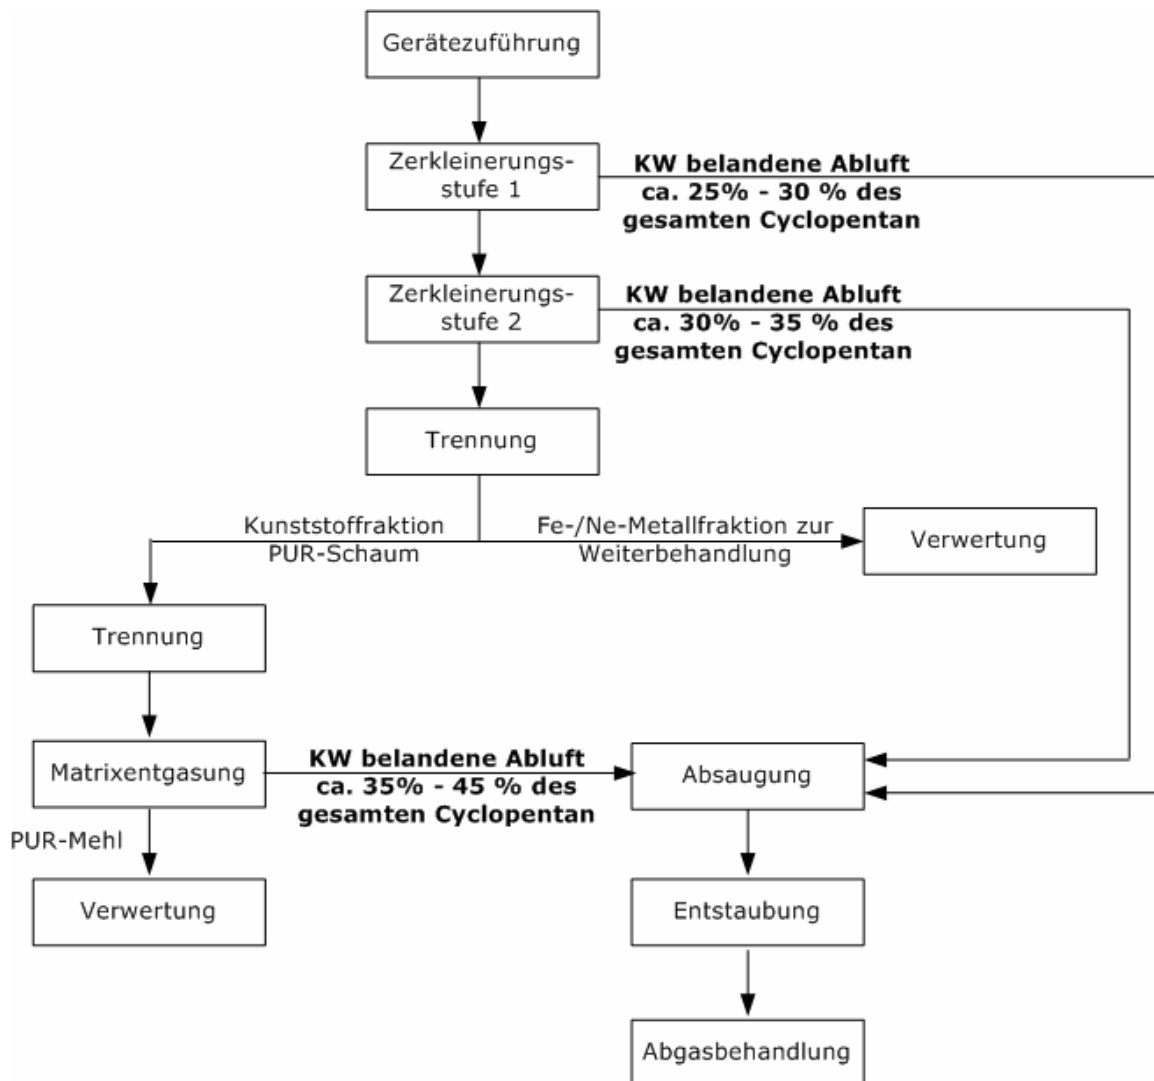 Gerätezuführung
Zerkleinerungs-
stufe 1
KW belandene Abluft
ca. 25% - 30 % des
gesamten Cyclopentan
Zerkleinerungs-
stufe 2
KW belandene Abluft
ca. 30% - 35 % des
gesamten Cyclopentan
Trennung
Kunststoffraktion
PUR-Schaum
Fe-/Ne-Metallfraktion zur
Weiterbehandlung
Verwertung
Trennung
Matrixentgasung
KW belandene Abluft
ca. 35% - 45 % des
gesamten Cyclopentan
Absaugung
PUR-Mehl
Verwertung
Entstaubung
Abgasbehandlung